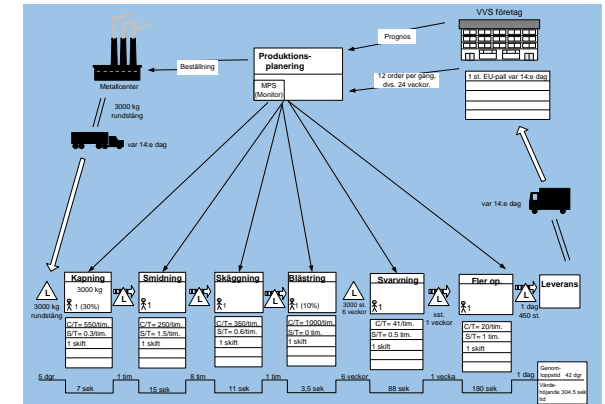 VVS företag
Prognos
Produktions-
planering
MPS
(Monitor)
Beställning
Metallcenter
3000 kg
rundstång
var 14:e dag
12 order per gång,
dvs. 24 veckor.
1 st. EU-pall var 14:e dag
var 14:e dag
L
3000 kg
rundstång
Kapning
3000 kg
1 (30%)
C/T= 550/tim.
S/T= 0.3/tim.
1 skift
L
Smidning
1
C/T= 250/tim.
S/T= 1.5/tim.
1 skift
L
Skäggning
1
C/T= 350/tim.
S/T= 0.6/tim.
1 skift
L
Blästring
1 (10%)
C/T= 1000/tim.
S/T= 0 tim.
1 skift
L
3000 st.
6 veckor
Svarvning
1
C/T= 41/tim.
S/T= 0.5 tim.
1 skift
L
xst.
1 veckor
Fler op.
1
C/T= 20/tim.
S/T= 1 tim.
1 skift
L
1 dag
450 st.
Leverans
5 dgr
7 sek
1 tim
15 sek
8 tim
11 sek
1 tim
3,5 sek
6 veckor
88 sek
1 vecka
180 sek
1 dag
Genom-
loppstid 42 dgr
Värde-
höjande 304.5 sek
tid